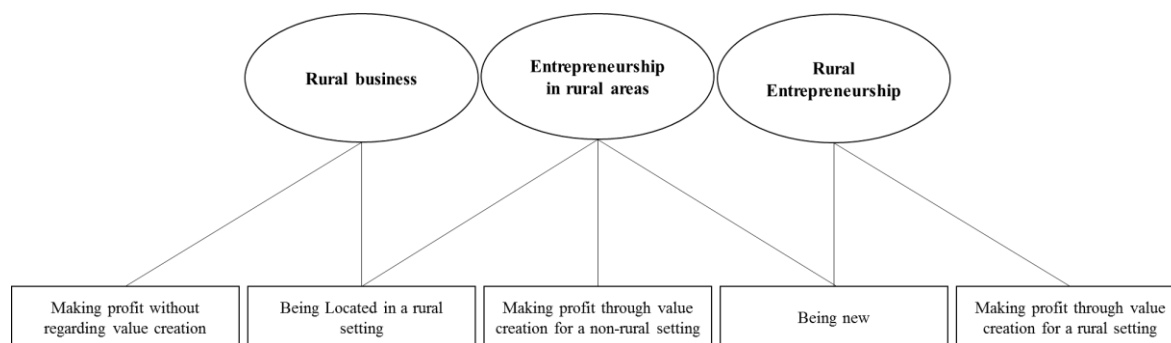 Rural business
Entrepreneurship
in rural areas
Rural
Entrepreneurship
Making profit without
regarding value creation
Being Located in a rural
setting
Making profit through value
creation for a non-rural setting
Being new
Making profit through value
creation for a rural setting